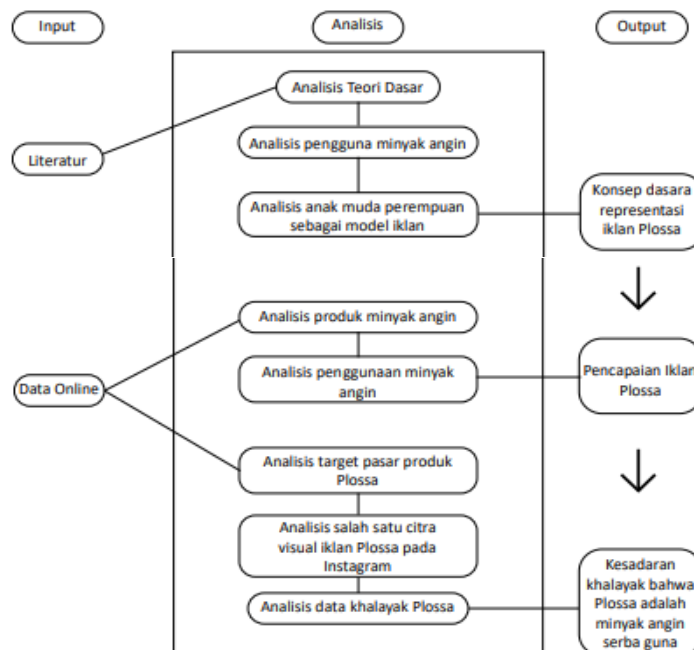 Input
Analisis
Output
Analisis Teori Dasar
Literatur
Analisis pengguna minyak angin
Analisis anak muda perempuan
sebagai model iklan
Konsep dasara
representasi
iklan Plossa
Analisis produk minyak angin
Data Online
Analisis penggunaan minyak
angin
Pencapaian Iklan
Plossa
Analisis target pasar produk
Plossa
Analisis salah satu citra
visual iklan Plossa pada
Instagram
Analisis data khalayak Plossa
Kesadaran
khalayak bahwa
Plossa adalah
minyak angin
serba guna